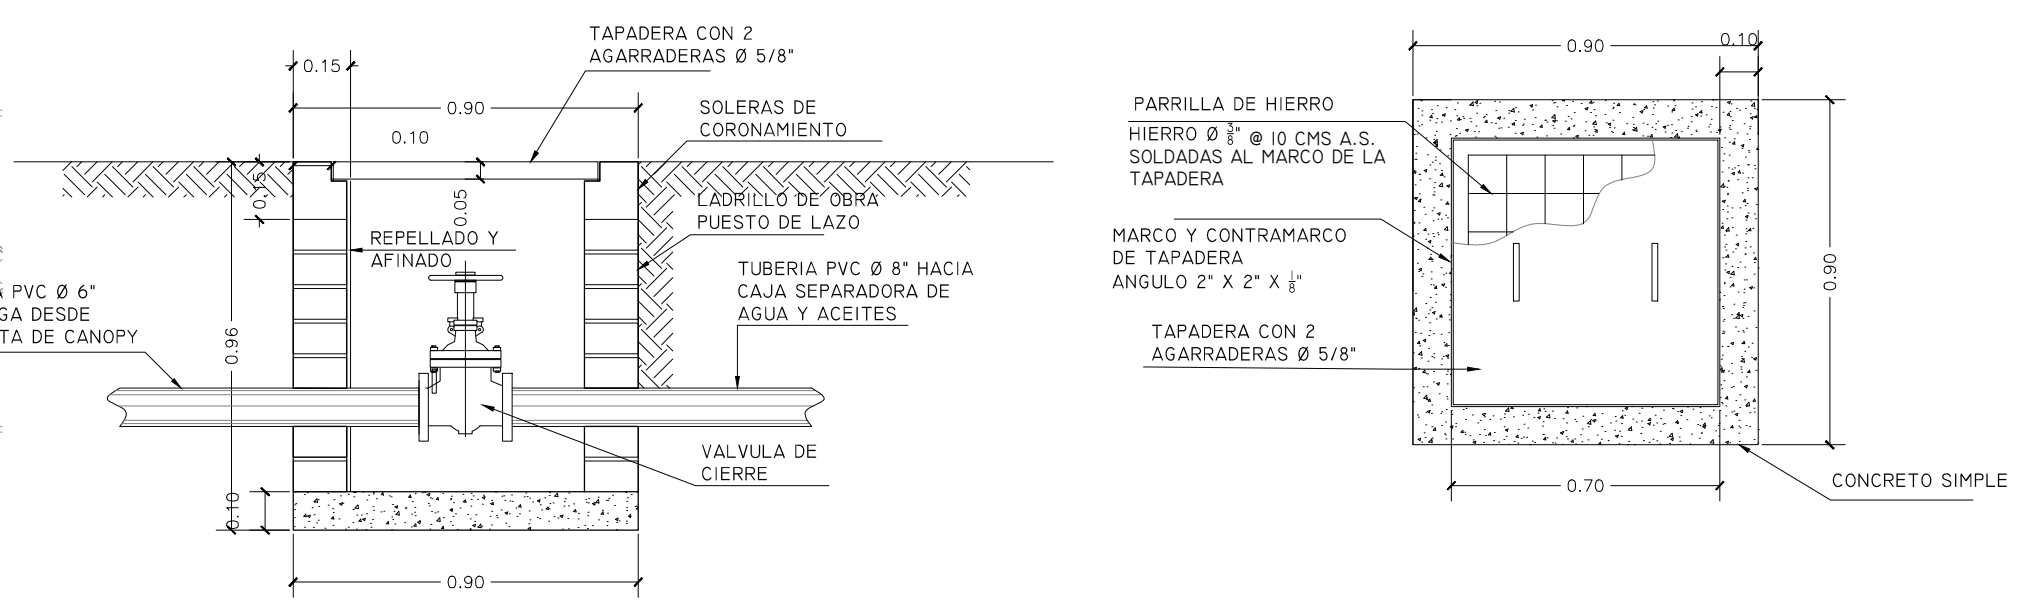 TAPADERA CON 2
AGARRADERAS Ø 5/8"
0.15
0.90
SOLERAS DE
CORONAMIENTO
0.10
0.15
0.05
LADRILLO DE OBRA
PUESTO DE LAZO
REPELLADO Y
AFINADO
TUBERIA PVC Ø 8" HACIA
CAJA SEPARADORA DE
AGUA Y ACEITES
PVC Ø 6"
GA DESDE
TA DE CANOPY
0.96
VALVULA DE
CIERRE
0.10
0.90
0.90
0.10
PARRILLA DE HIERRO
HIERRO Ø 3/8" @ 10 CMS A.S.
SOLDADAS AL MARCO DE LA
TAPADERA
MARCO Y CONTRAMARCO
DE TAPADERA
ANGULO 2" X 2" X 1/8"
0.90
TAPADERA CON 2
AGARRADERAS Ø 5/8"
0.70
CONCRETO SIMPLE